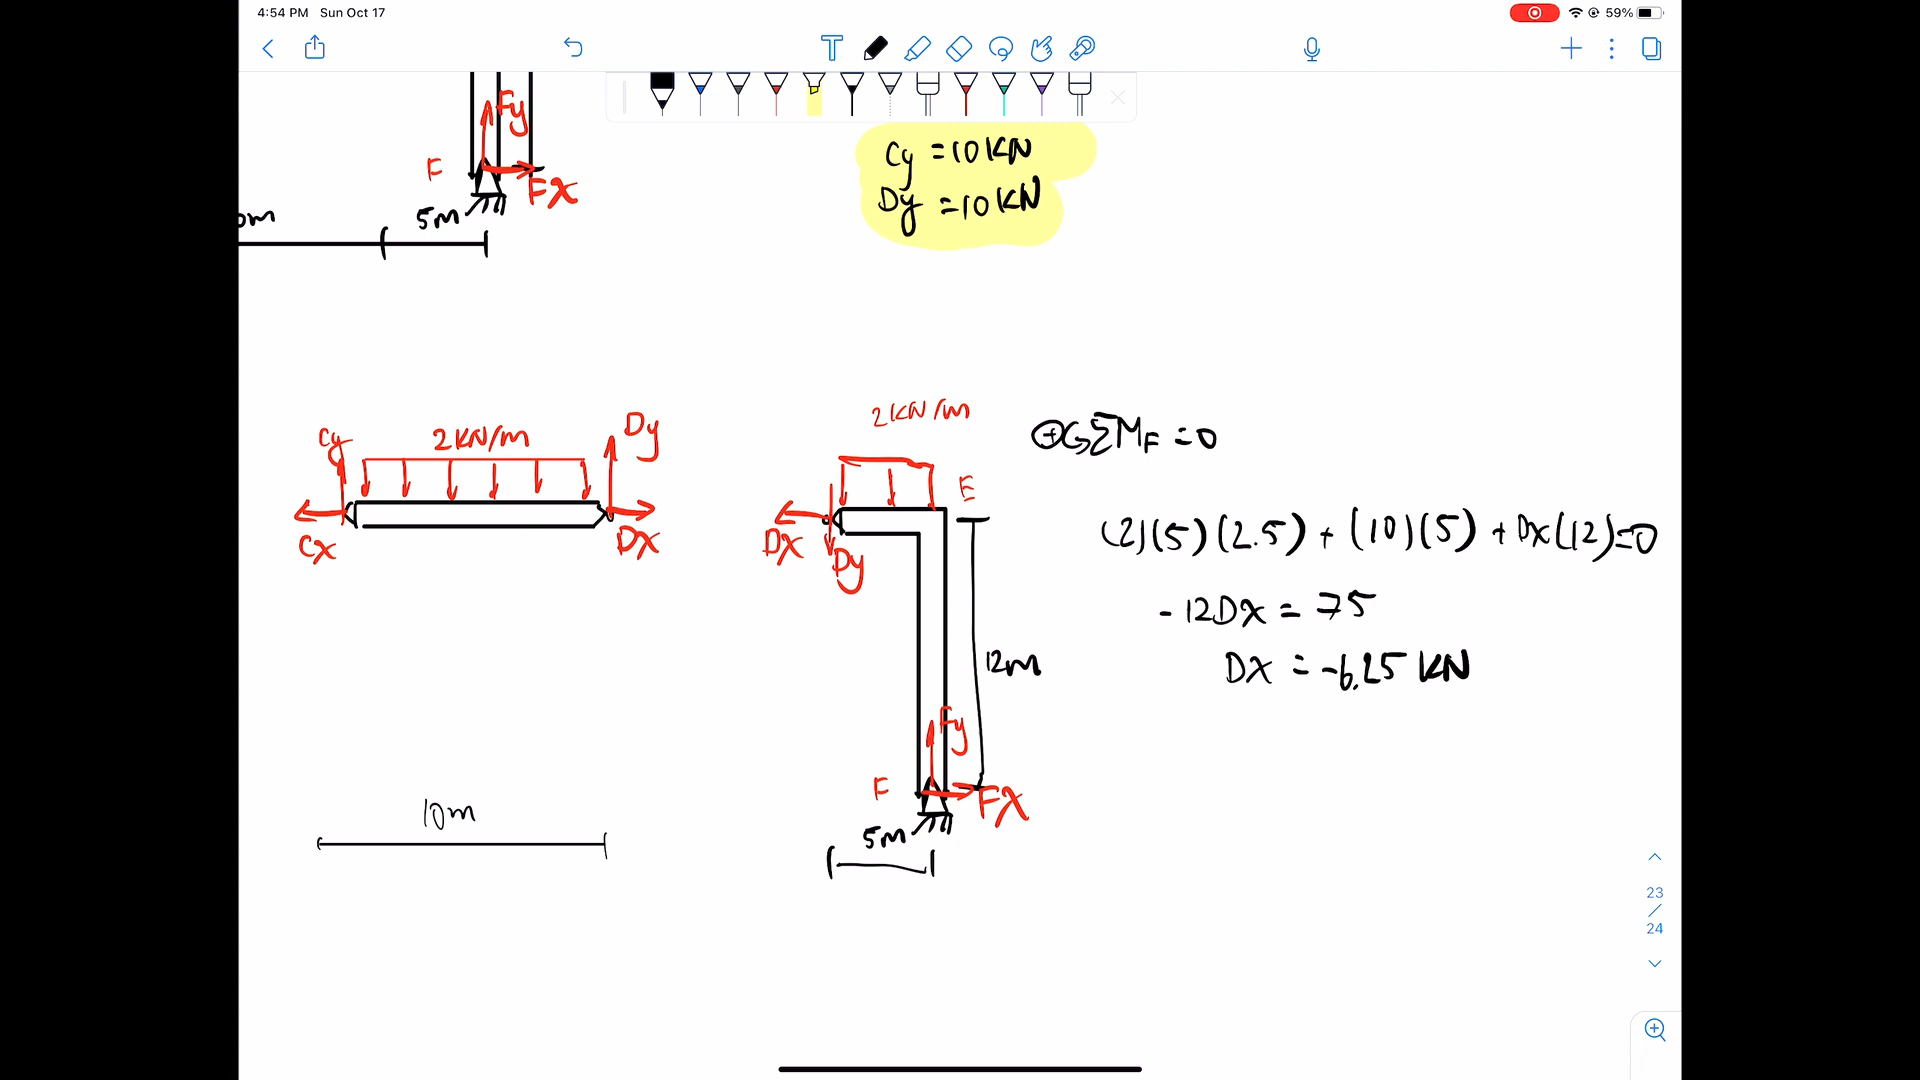 4:54 PM Sun Oct 17
59%
T
Fy
F
Fx
5m
Cy = 10 KN
Dy = 10 KN
Cy
2 KN/m
Dy
Cx
Dx
10m
2 KN/m
E
Dx
Dy
12m
Fy
F
Fx
5m
+↺ΣMF = 0
(2)(5)(2.5) + (10)(5) + Dx(12)=0
- 12Dx = 75
Dx = -6.25 KN
23
/
24